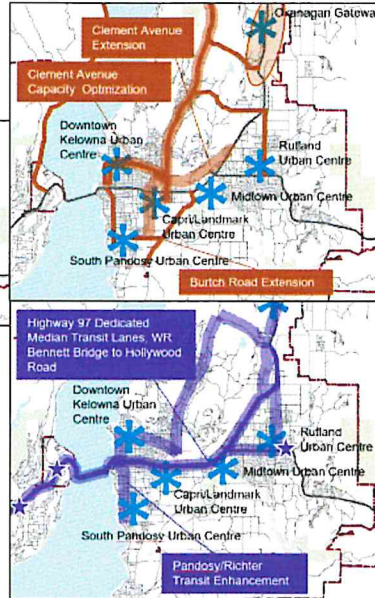 Okanagan Gateway
Clement Avenue
Extension
Clement Avenue
Capacity Optmization
Downtown
Kelowna Urban
Centre
Rutland
Urban Centre
Midtown Urban Centre
Capri/Landmark
Urban Centre
South Pandosy Urban Centre
Burtch Road Extension
Highway 97 Dedicated
Median Transit Lanes, WR
Bennett Bridge to Hollywood
Road
Downtown
Kelowna Urban
Centre
Rutland
Urban Centre
Midtown Urban Centre
Capri/Landmark
Urban Centre
South Pandosy Urban Centre
Pandosy/Richter
Transit Enhancement